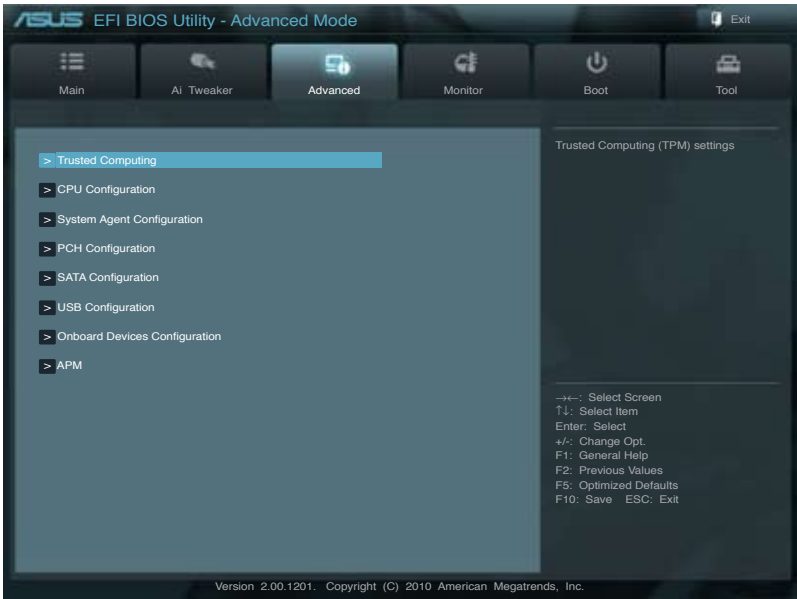 ASUS EFI BIOS Utility - Advanced Mode
Exit
Main
Ai Tweaker
Advanced
Monitor
Boot
Tool
> Trusted Computing
> CPU Configuration
> System Agent Configuration
> PCH Configuration
> SATA Configuration
> USB Configuration
> Onboard Devices Configuration
> APM
Trusted Computing (TPM) settings
→←: Select Screen
↑↓: Select Item
Enter: Select
+/-: Change Opt.
F1: General Help
F2: Previous Values
F5: Optimized Defaults
F10: Save ESC: Exit
Version 2.00.1201. Copyright (C) 2010 American Megatrends, Inc.